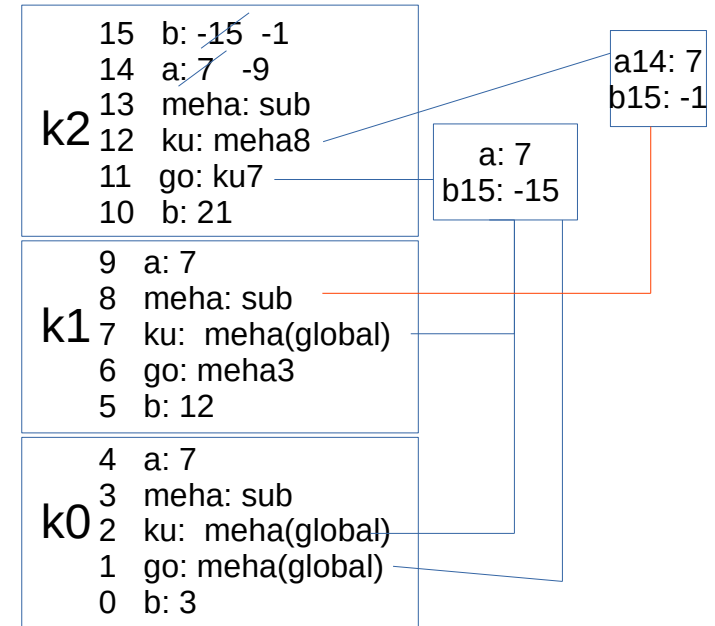 15 b: -15 -1
14 a: 7 -9
13 meha: sub
k2
12 ku: meha8
11 go: ku7
10 b: 21
a14: 7
b15: -1
a: 7
b15: -15
9 a: 7
8 meha: sub
k1
7 ku: meha(global)
6 go: meha3
5 b: 12
4 a: 7
3 meha: sub
k0
2 ku: meha(global)
1 go: meha(global)
0 b: 3